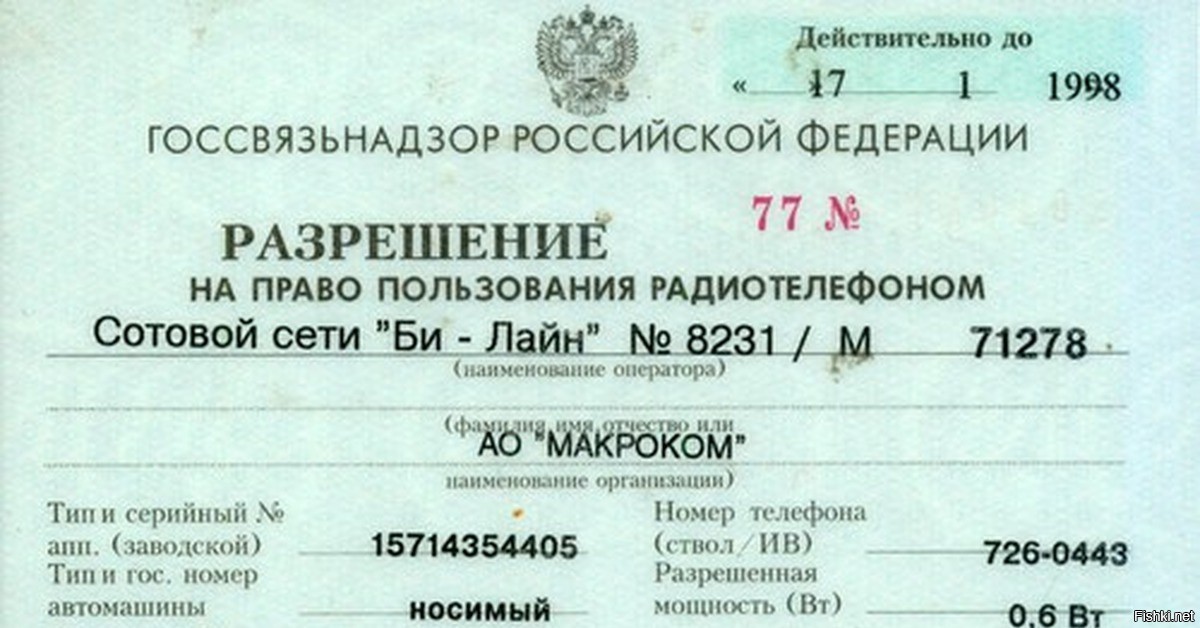 Действительно до
« 17 1 1998
ГОССВЯЗЬНАДЗОР РОССИЙСКОЙ ФЕДЕРАЦИИ
77 №
РАЗРЕШЕНИЕ
НА ПРАВО ПОЛЬЗОВАНИЯ РАДИОТЕЛЕФОНОМ
Сотовой сети "Би - Лайн" № 8231 / М 71278
(наименование оператора)
(фамилия имя отчество или
АО "МАКРОКОМ"
наименование организации)
Тип и серийный № Номер телефона
апп. (заводской) 15714354405 (ствол/ИВ) 726-0443
Тип и гос. номер Разрешенная
автомашины носимый мощность (Вт) 0,6 Вт
Fishki.net